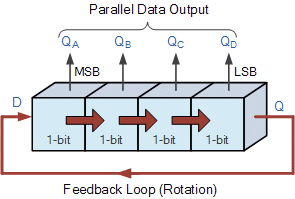 Parallel Data Output
QA QB QC QD
MSB LSB
D Q
1-bit 1-bit 1-bit 1-bit
Feedback Loop (Rotation)